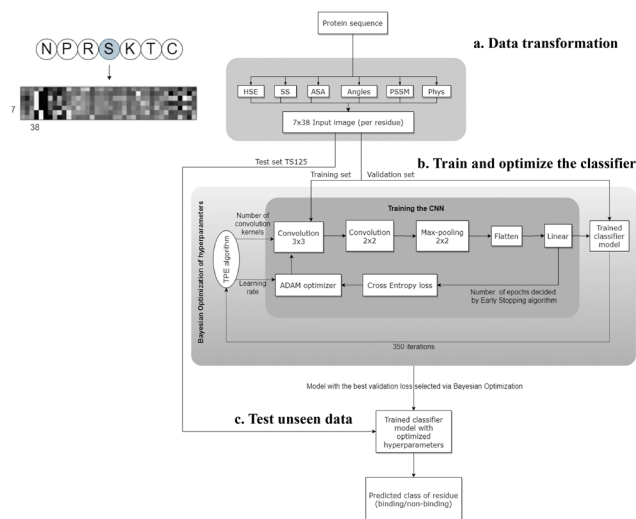 Protein sequence
a. Data transformation
N P R S K T C
HSE SS ASA Angles PSSM Phys
7
38
7x38 Input image (per residue)
Test set TS125
b. Train and optimize the classifier
Training set
Validation set
Bayesian Optimization of hyperparameters
Training the CNN
Number of
convolution
kernels
TPE algorithm
Learning
rate
Convolution
3x3
Convolution
2x2
Max-pooling
2x2
Flatten
Linear
Trained
classifier
model
ADAM optimizer
Cross Entropy loss
Number of epochs decided
by Early Stopping algorithm
350 iterations
Model with the best validation loss selected via Bayesian Optimization
c. Test unseen data
Trained classifier
model with
optimized
hyperparameters
Predicted class of residue
(binding/non-binding)